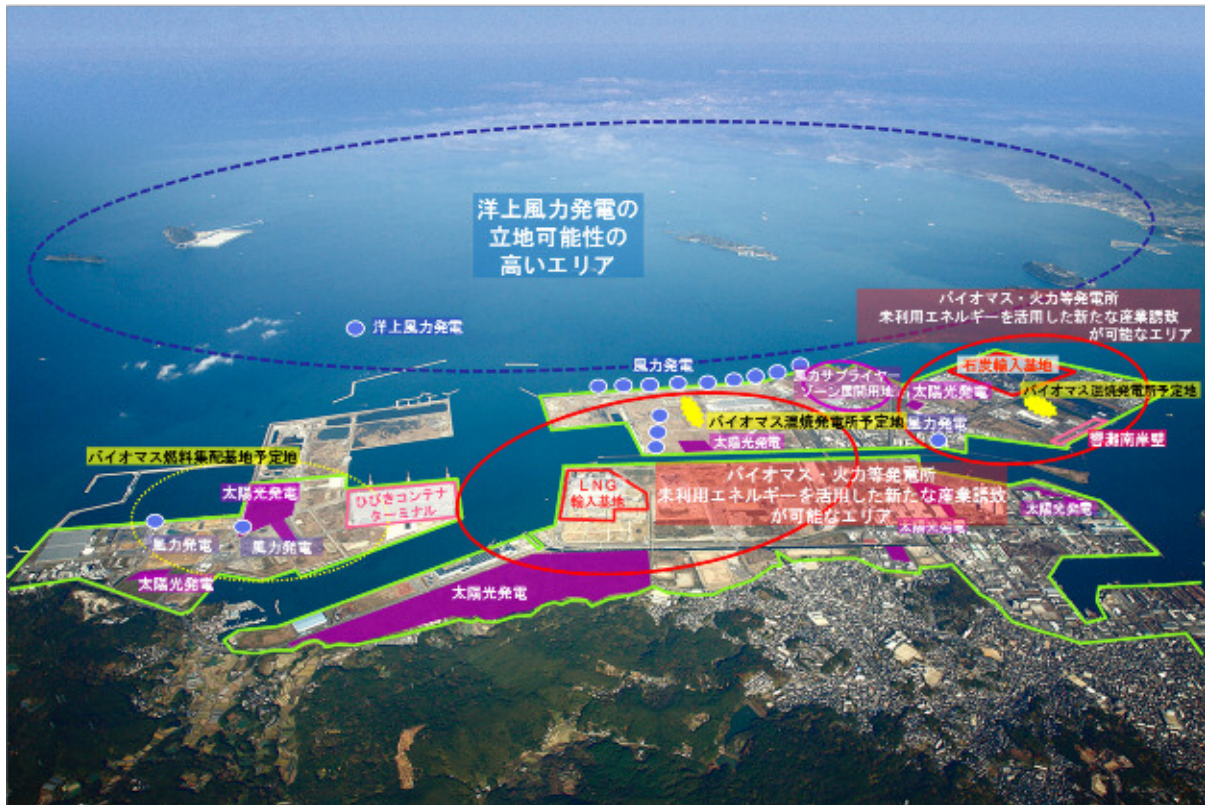 洋上風力発電の
立地可能性の
高いエリア
バイオマス・火力等発電所
未利用エネルギーを活用した新たな産業誘致
が可能なエリア
洋上風力発電
風力発電
石炭輸入基地
風力サプライヤー
ゾーン展開用地
太陽光発電
バイオマス混焼発電所予定地
バイオマス混焼発電所予定地
風力発電
響灘南岸壁
太陽光発電
バイオマス燃料集配基地予定地
バイオマス・火力等発電所
未利用エネルギーを活用した新たな産業誘致
が可能なエリア
太陽光発電
ひびきコンテナ
ターミナル
LNG
輸入基地
太陽光発電
太陽光発電
風力発電
風力発電
太陽光発電
太陽光発電